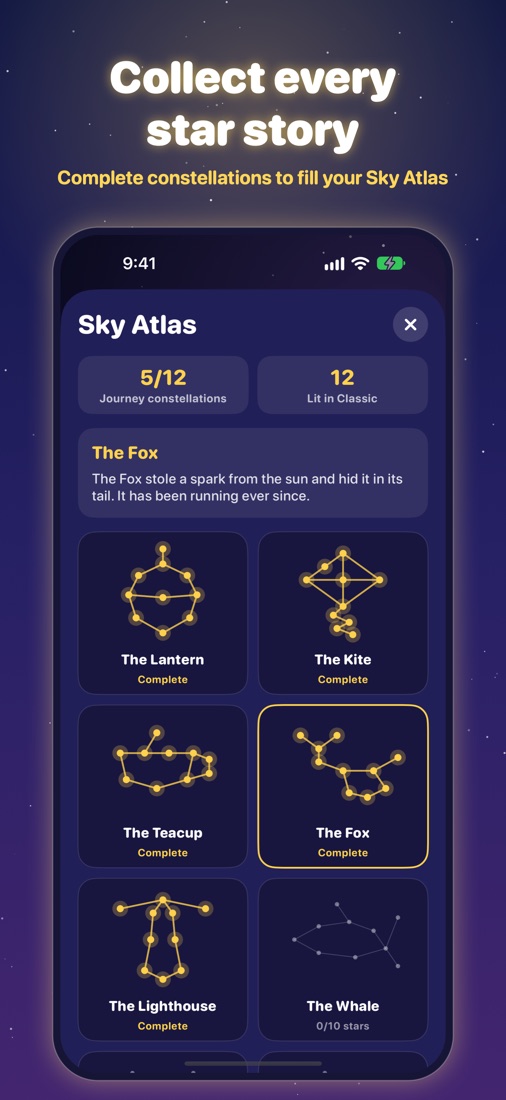 Collect every
star story
Complete constellations to fill your Sky Atlas
9:41
Sky Atlas
5/12
Journey constellations
12
Lit in Classic
The Fox
The Fox stole a spark from the sun and hid it in its
tail. It has been running ever since.
The Lantern
Complete
The Kite
Complete
The Teacup
Complete
The Fox
Complete
The Lighthouse
Complete
The Whale
0/10 stars